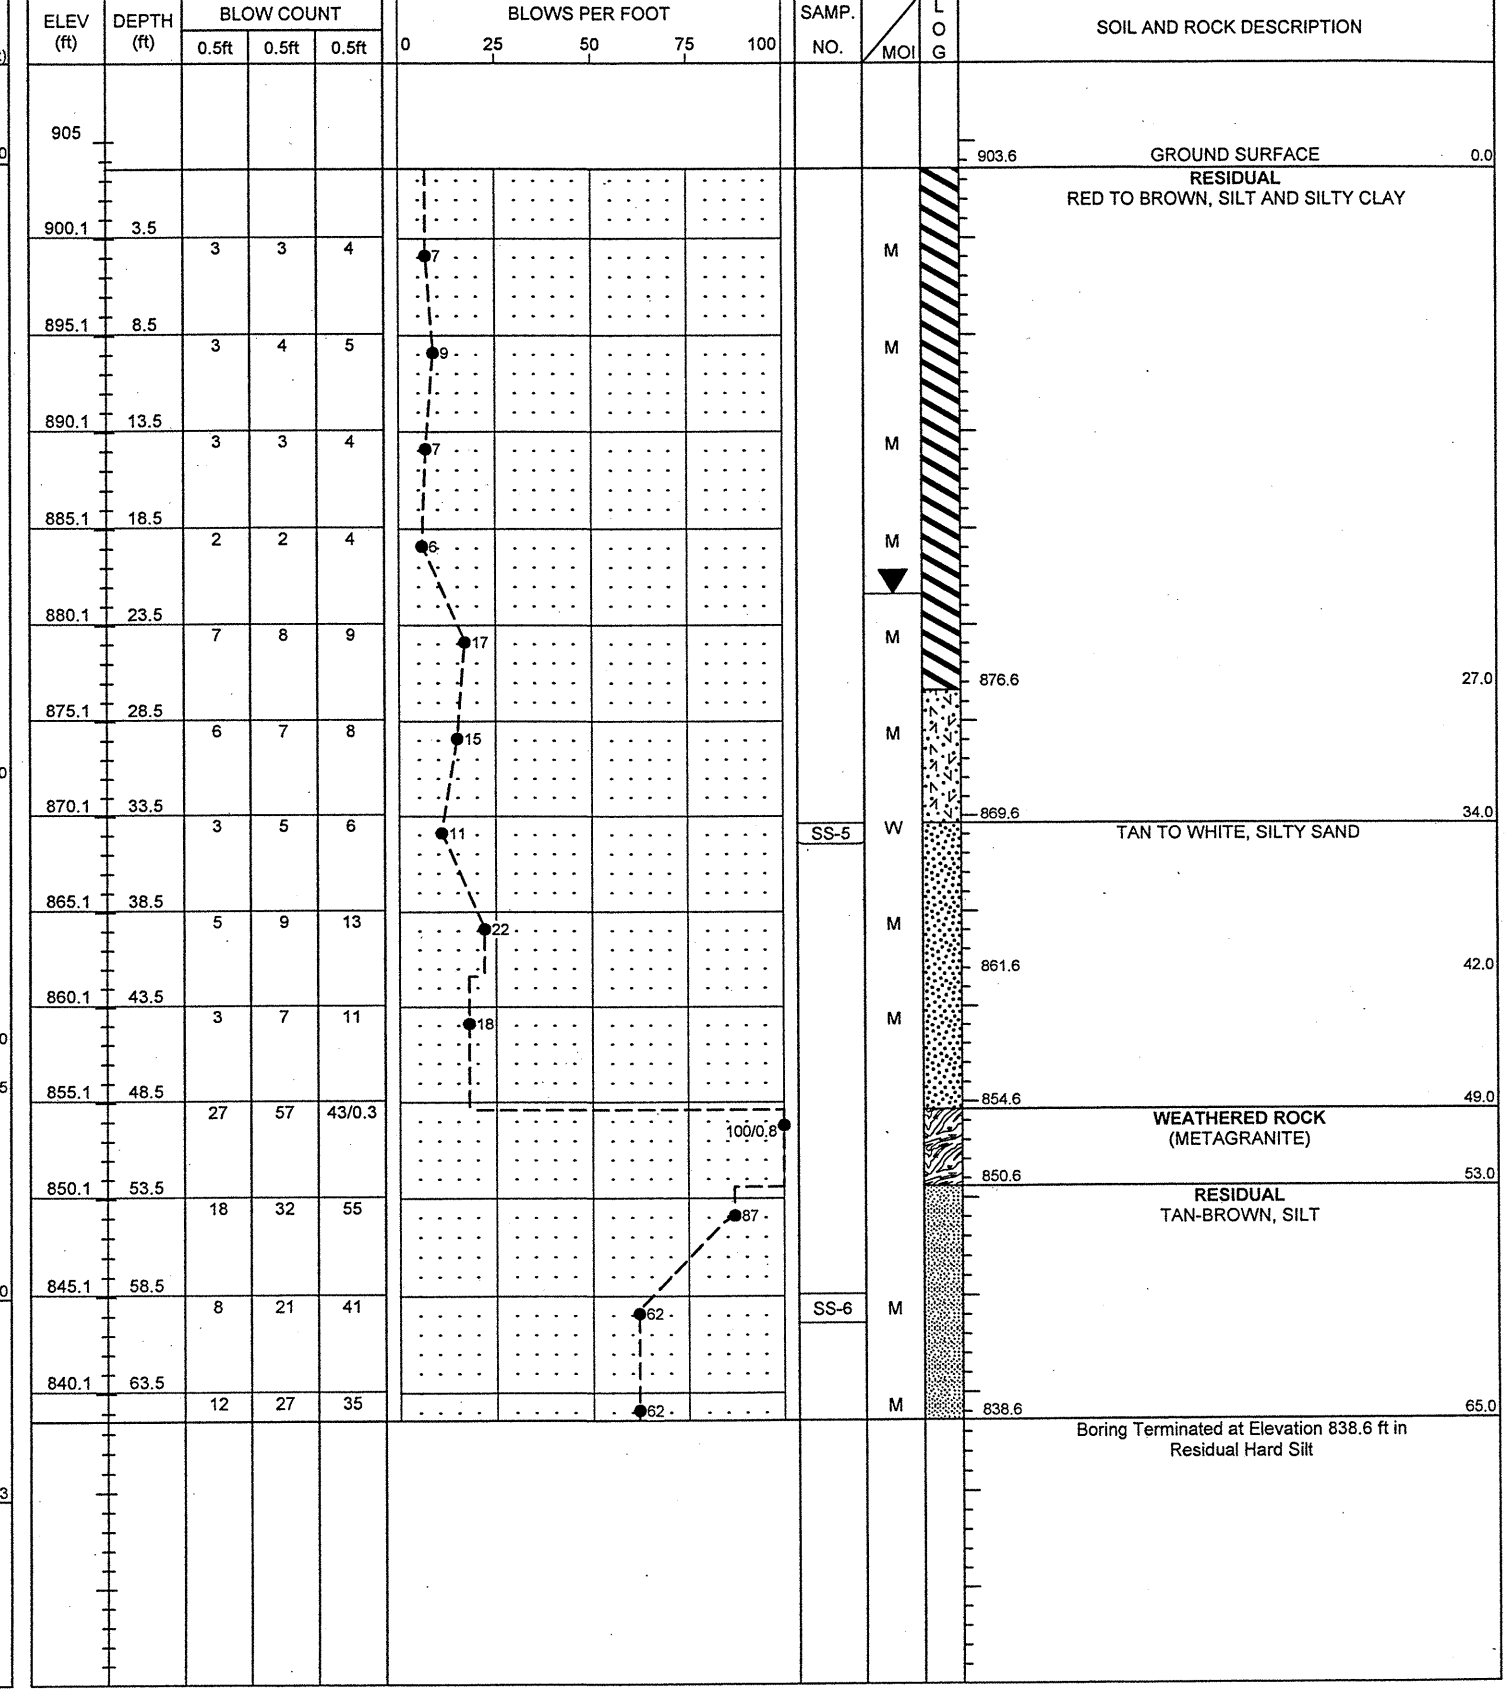 ELEV (ft) DEPTH (ft) BLOW COUNT 0.5ft 0.5ft 0.5ft BLOWS PER FOOT 0 25 50 75 100 SAMP. NO. MOI LOG SOIL AND ROCK DESCRIPTION
905
903.6 GROUND SURFACE 0.0
RESIDUAL
RED TO BROWN, SILT AND SILTY CLAY
900.1 3.5
3 3 4 7 M
895.1 8.5
3 4 5 9 M
890.1 13.5
3 3 4 7 M
885.1 18.5
2 2 4 6 M
880.1 23.5
7 8 9 17 M
876.6 27.0
875.1 28.5
6 7 8 15 M
870.1 33.5
869.6 34.0
3 5 6 11 SS-5 W TAN TO WHITE, SILTY SAND
865.1 38.5
5 9 13 22 M
861.6 42.0
860.1 43.5
3 7 11 18 M
855.1 48.5
854.6 49.0
27 57 43/0.3 100/0.8 WEATHERED ROCK
(METAGRANITE)
850.6 53.0
850.1 53.5
RESIDUAL
18 32 55 87 TAN-BROWN, SILT
845.1 58.5
8 21 41 62 SS-6 M
840.1 63.5
12 27 35 62 M
838.6 65.0
Boring Terminated at Elevation 838.6 ft in
Residual Hard Silt